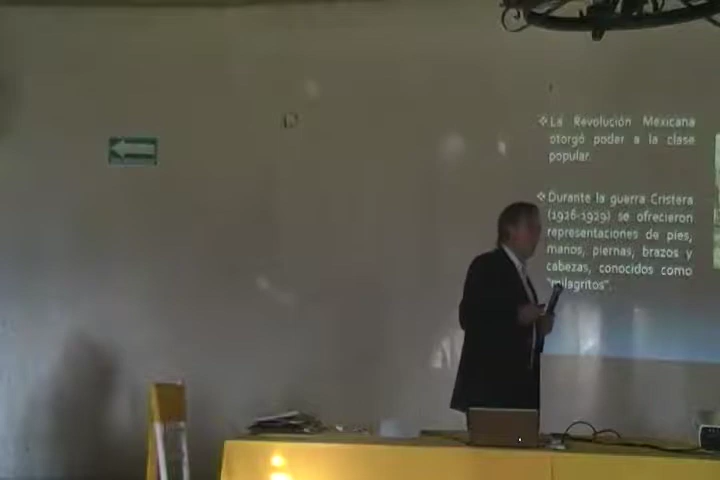 ❖La Revolución Mexicana
otorgó poder a la clase
popular.
❖Durante la guerra Cristera
(1926-1929) se ofrecieron
representaciones de pies,
manos, piernas, brazos y
cabezas, conocidos como
"milagritos".